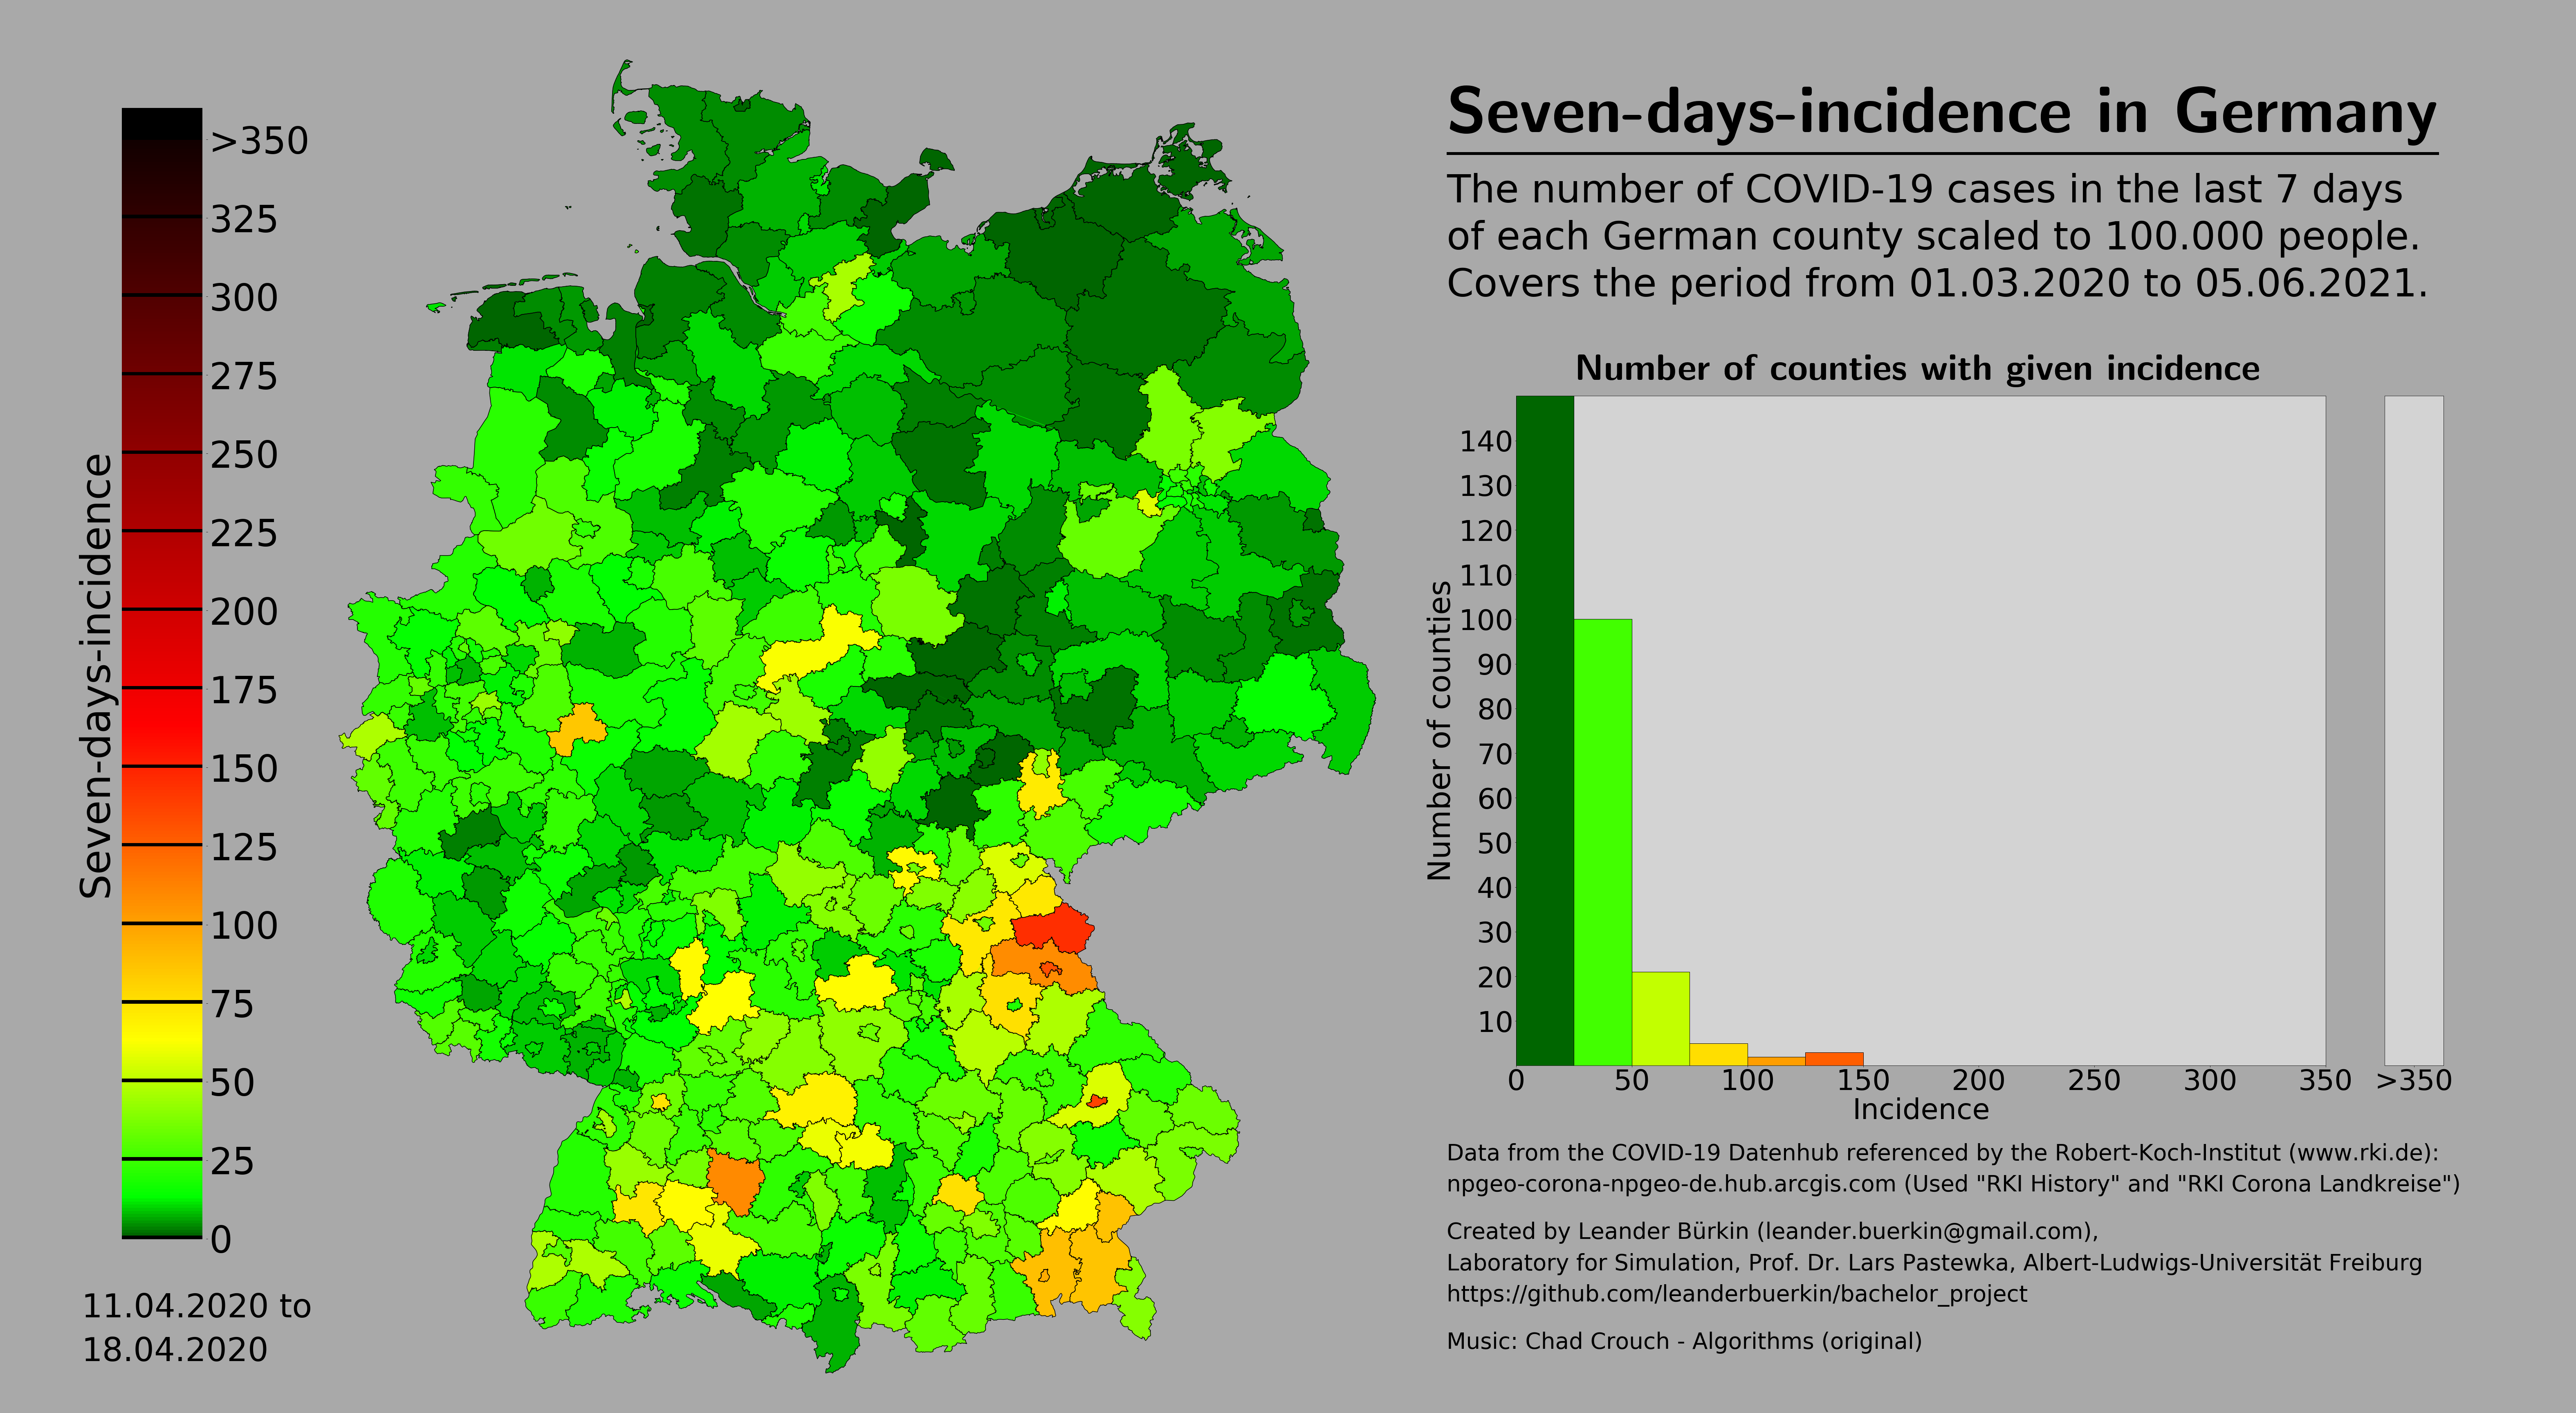 Seven-days-incidence in Germany
The number of COVID-19 cases in the last 7 days
of each German county scaled to 100.000 people.
Covers the period from 01.03.2020 to 05.06.2021.
Seven-days-incidence
>350
325
300
275
250
225
200
175
150
125
100
75
50
25
0
11.04.2020 to
18.04.2020
Number of counties with given incidence
Number of counties
140
130
120
110
100
90
80
70
60
50
40
30
20
10
0 50 100 150 200 250 300 350 >350
Incidence
Data from the COVID-19 Datenhub referenced by the Robert-Koch-Institut (www.rki.de):
npgeo-corona-npgeo-de.hub.arcgis.com (Used "RKI History" and "RKI Corona Landkreise")
Created by Leander Bürkin (leander.buerkin@gmail.com),
Laboratory for Simulation, Prof. Dr. Lars Pastewka, Albert-Ludwigs-Universität Freiburg
https://github.com/leanderbuerkin/bachelor_project
Music: Chad Crouch - Algorithms (original)